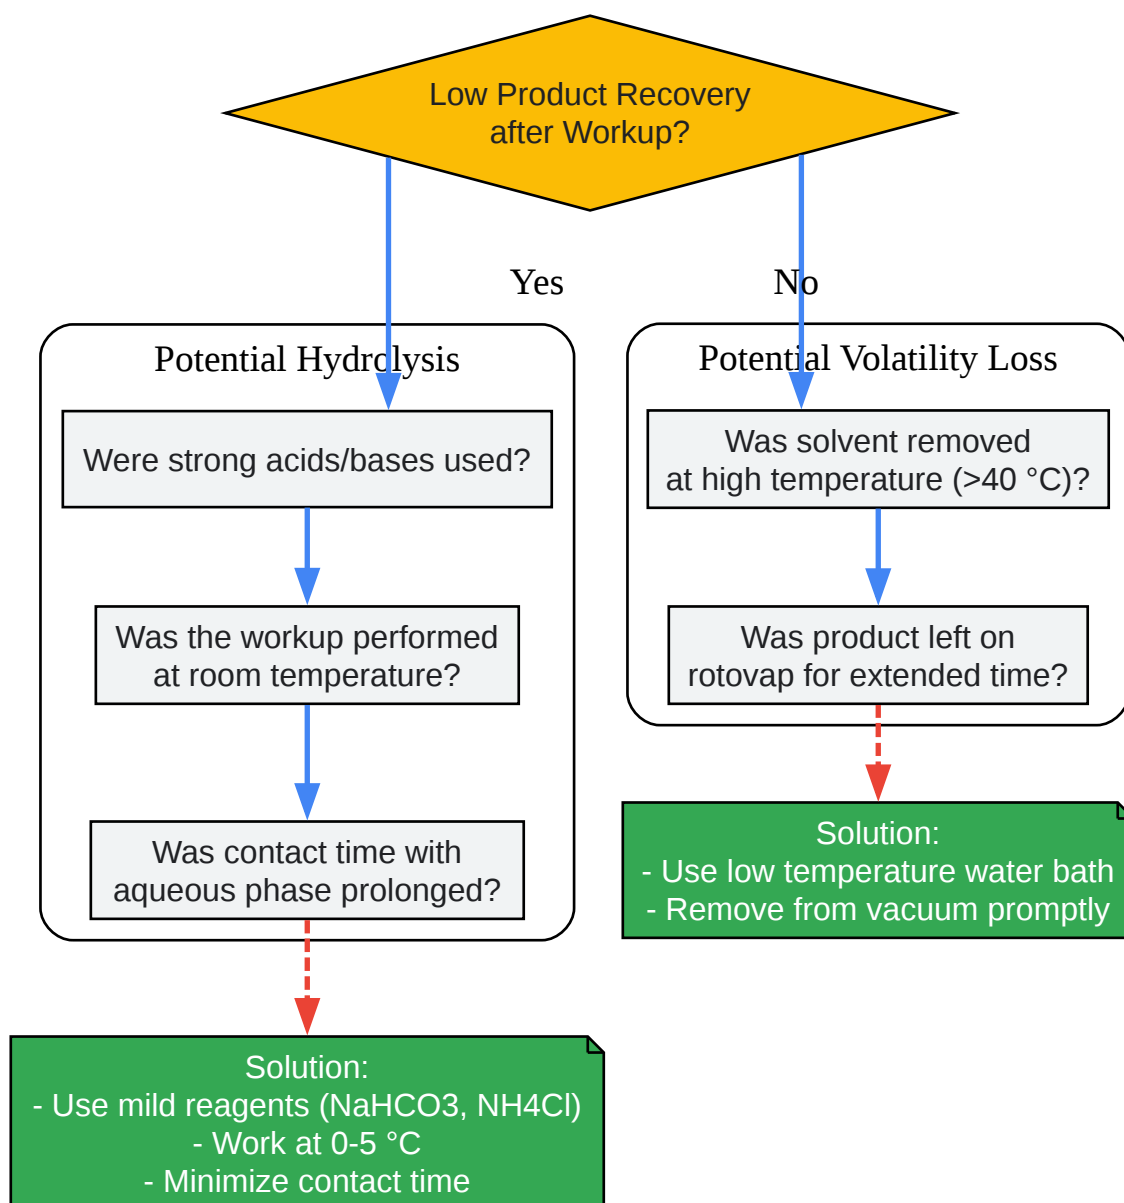 Low Product Recovery
after Workup?
Yes
No
Potential Hydrolysis
Were strong acids/bases used?
Was the workup performed
at room temperature?
Was contact time with
aqueous phase prolonged?
Solution:
- Use mild reagents (NaHCO3, NH4Cl)
- Work at 0-5 °C
- Minimize contact time
Potential Volatility Loss
Was solvent removed
at high temperature (>40 °C)?
Was product left on
rotovap for extended time?
Solution:
- Use low temperature water bath
- Remove from vacuum promptly